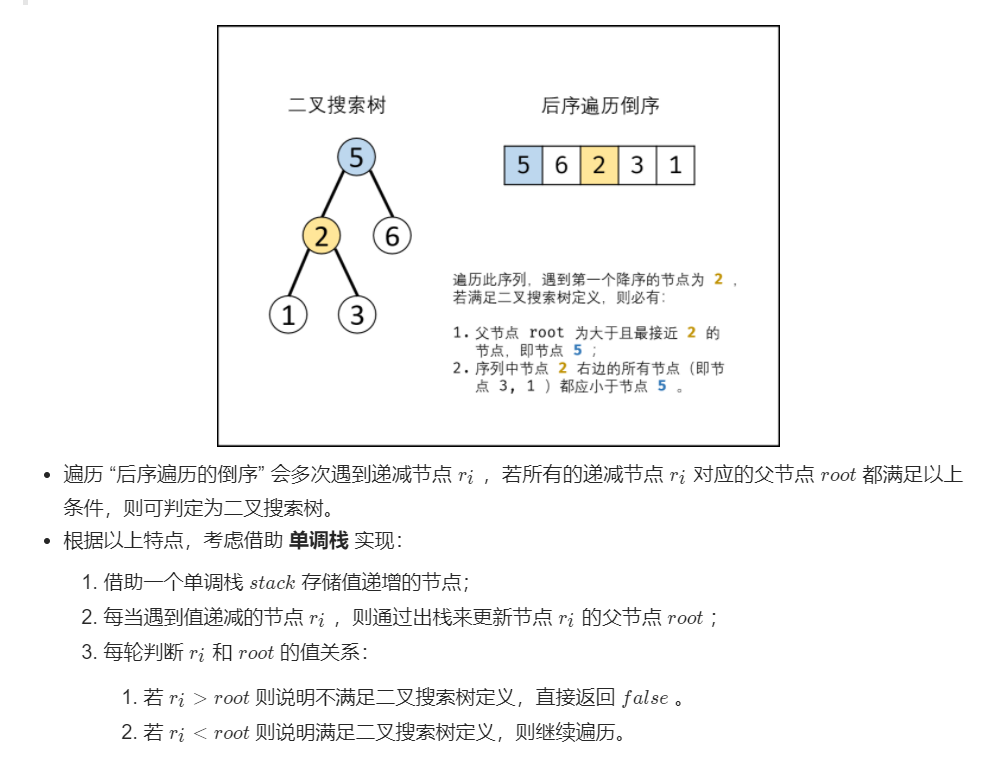 二叉搜索树
后序遍历倒序
5
2
6
1
3
5 6 2 3 1
遍历此序列，遇到第一个降序的节点为 2 ，
若满足二叉搜索树定义，则必有：
1. 父节点 root 为大于且最接近 2 的
节点，即节点 5 ；
2. 序列中节点 2 右边的所有节点（即节
点 3, 1 ）都应小于节点 5 。
• 遍历 “后序遍历的倒序” 会多次遇到递减节点 rᵢ ，若所有的递减节点 rᵢ 对应的父节点 root 都满足以上
条件，则可判定为二叉搜索树。
• 根据以上特点，考虑借助 单调栈 实现：
1. 借助一个单调栈 stack 存储值递增的节点；
2. 每当遇到值递减的节点 rᵢ ，则通过出栈来更新节点 rᵢ 的父节点 root ；
3. 每轮判断 rᵢ 和 root 的值关系：
1. 若 rᵢ > root 则说明不满足二叉搜索树定义，直接返回 false 。
2. 若 rᵢ < root 则说明满足二叉搜索树定义，则继续遍历。